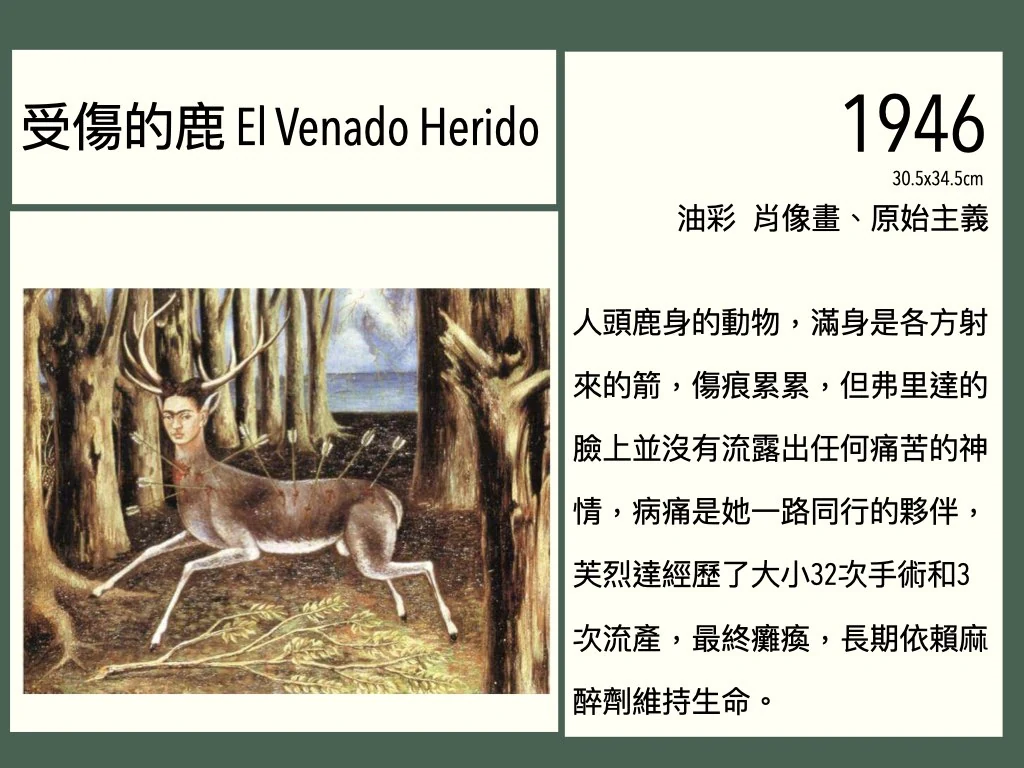 受傷的鹿 El Venado Herido
1946
30.5x34.5cm
油彩 肖像畫、原始主義
人頭鹿身的動物，滿身是各方射
來的箭，傷痕累累，但弗里達的
臉上並沒有流露出任何痛苦的神
情，病痛是她一路同行的夥伴，
芙烈達經歷了大小32次手術和3
次流產，最終癱瘓，長期依賴麻
醉劑維持生命。